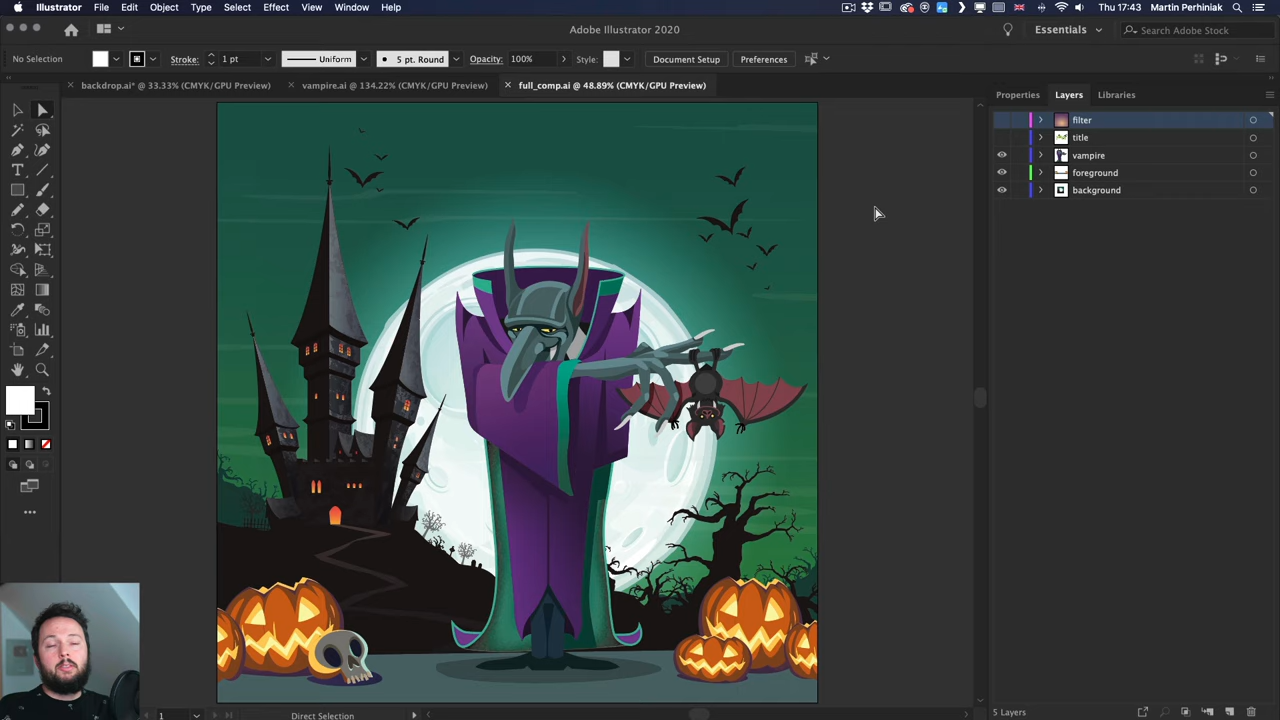 Illustrator File Edit Object Type Select Effect View Window Help Thu 17:43 Martin Perhiniak
Adobe Illustrator 2020 Essentials Search Adobe Stock
No Selection Stroke: 1 pt Uniform 5 pt. Round Opacity: 100% Style: Document Setup Preferences
backdrop.ai* @ 33.33% (CMYK/GPU Preview) vampire.ai @ 134.22% (CMYK/GPU Preview) full_comp.ai @ 48.89% (CMYK/GPU Preview)
Properties Layers Libraries
filter
title
vampire
foreground
background
1 Direct Selection 5 Layers